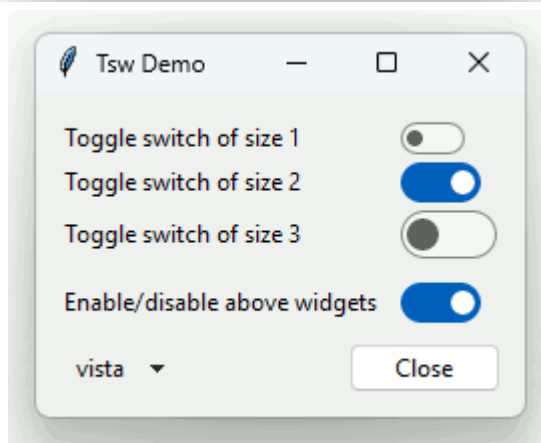 Tsw Demo
Toggle switch of size 1
Toggle switch of size 2
Toggle switch of size 3
Enable/disable above widgets
vista
Close